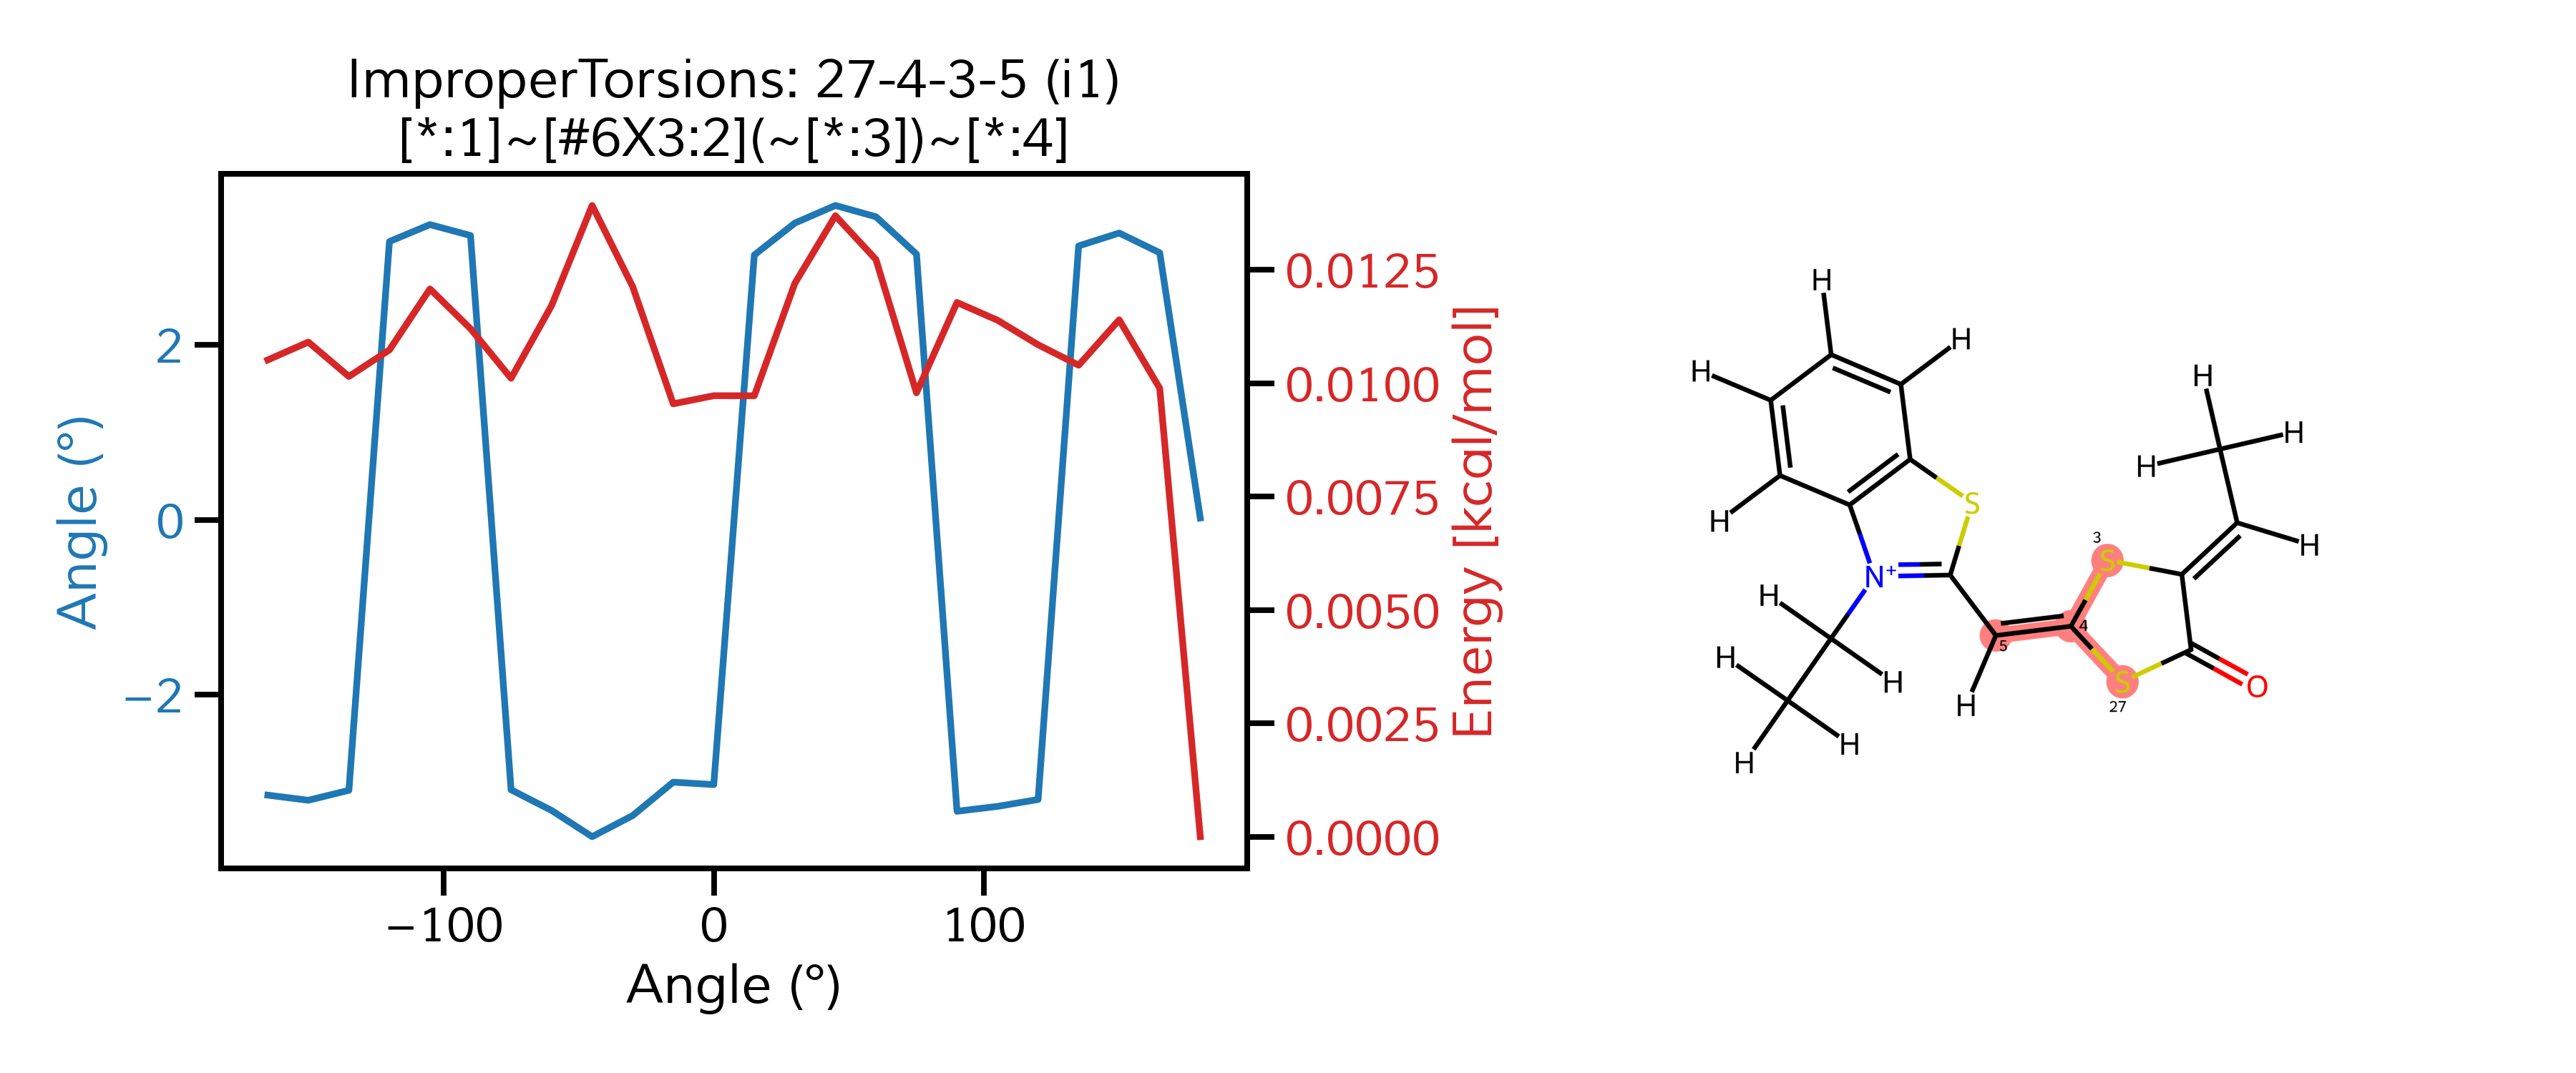 ImproperTorsions: 27-4-3-5 (i1)
[*:1]~[#6X3:2](~[*:3])~[*:4]
Angle (°)
2
0
−2
0.0125
0.0100
0.0075
0.0050
0.0025
0.0000
Energy [kcal/mol]
−100
0
100
Angle (°)
H
H
H
H
H
H
H
S
3
S
H
N+
H
4
5
S
27
O
H
H
H
H
H
H